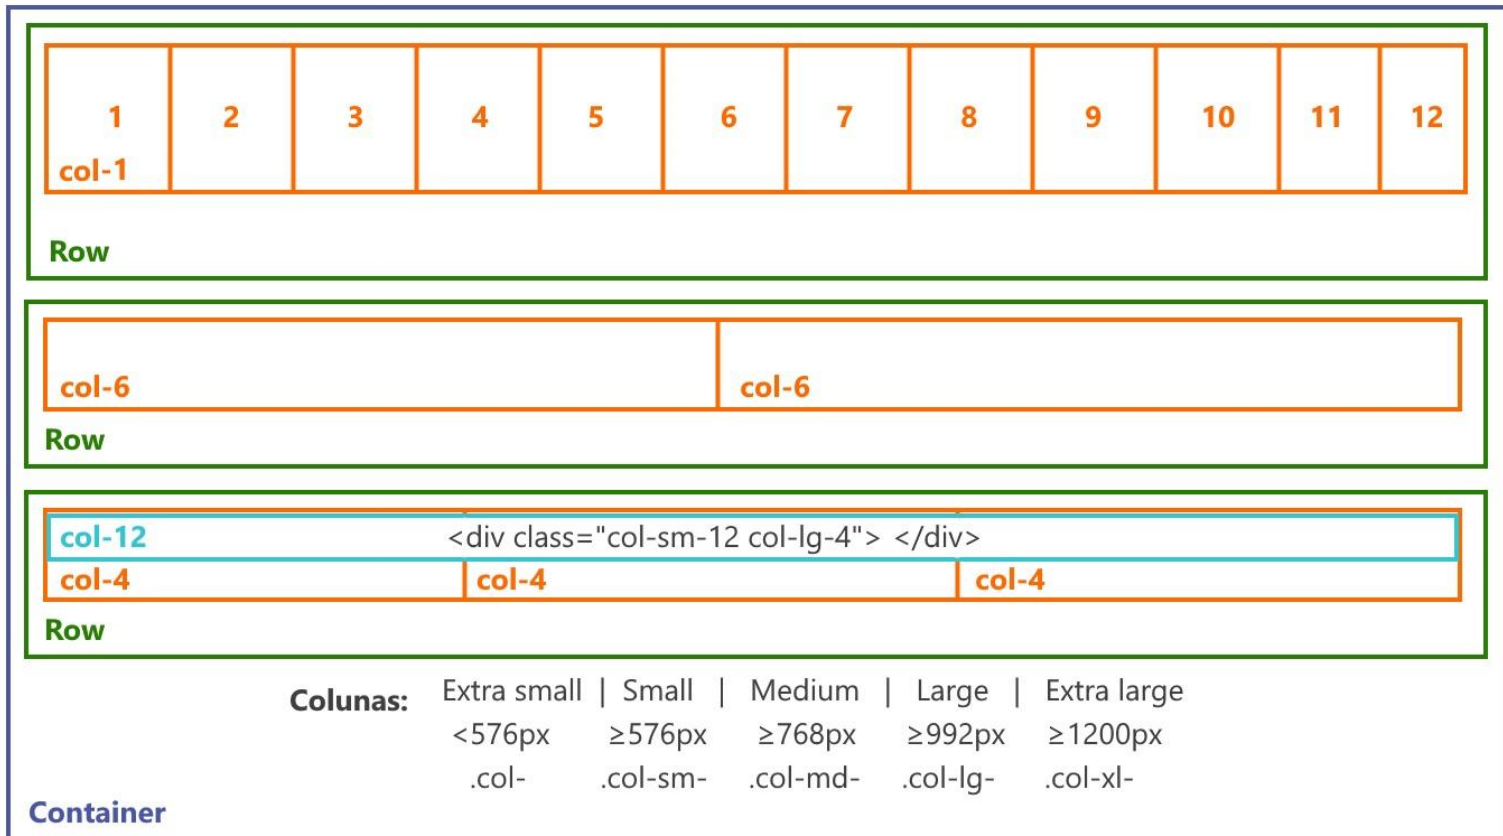 1 2 3 4 5 6 7 8 9 10 11 12
col-1
Row
col-6 col-6
Row
col-12 <div class="col-sm-12 col-lg-4"> </div>
col-4 col-4 col-4
Row
Colunas: Extra small | Small | Medium | Large | Extra large
<576px ≥576px ≥768px ≥992px ≥1200px
.col- .col-sm- .col-md- .col-lg- .col-xl-
Container